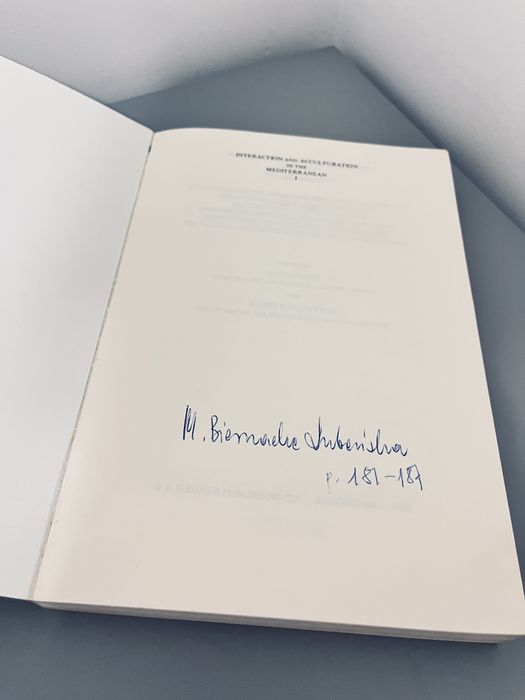 INTERACTION AND ACCULTURATION
IN THE
MEDITERRANEAN
I
M. Biernacka Lubańska
p. 181-187